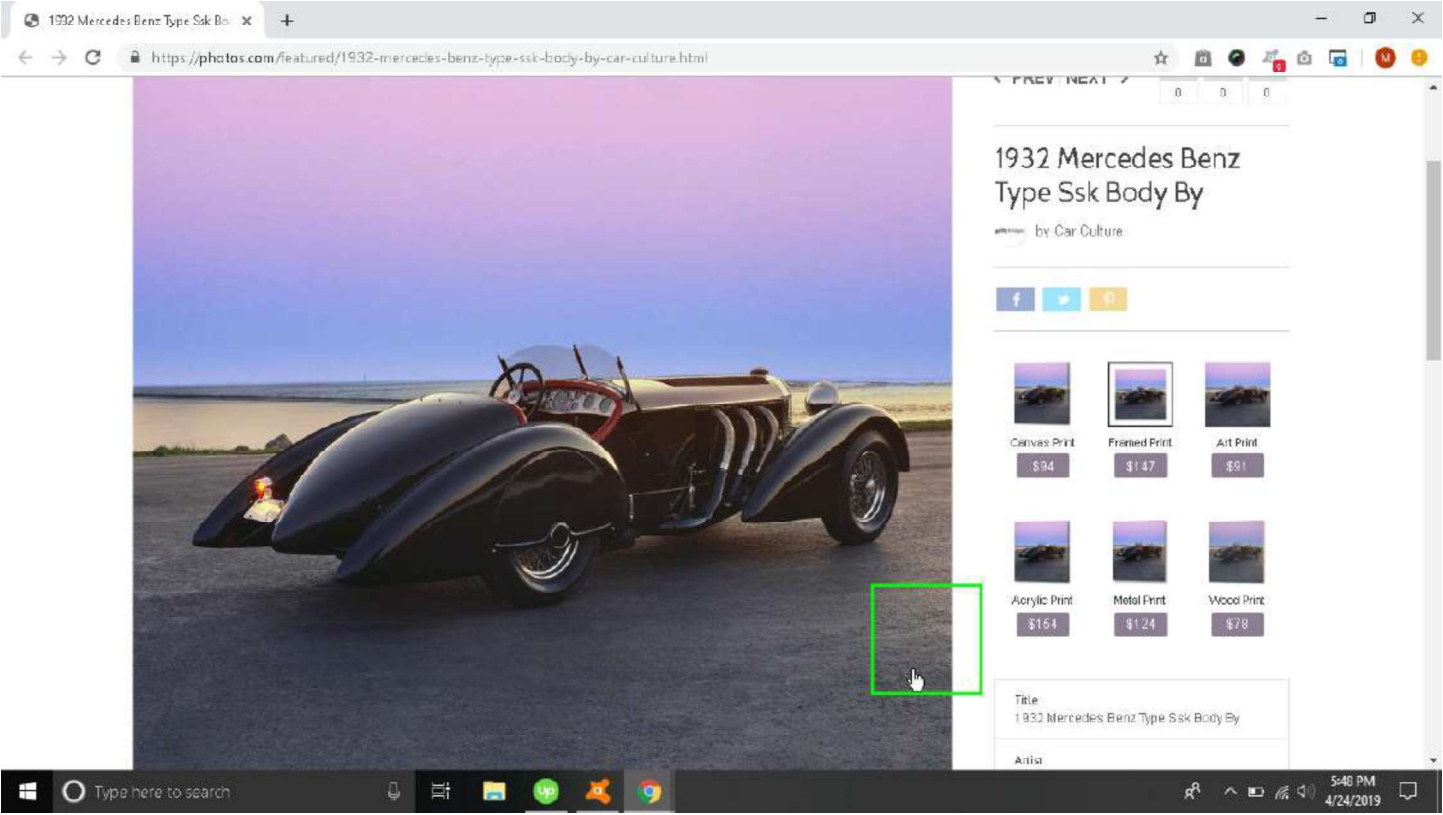 1932 Mercedes Benz Type Ssk Bo
https://photos.com/featured/1932-mercedes-benz-type-ssk-body-by-car-culture.html
M
PREV NEXT
0 0 0
1932 Mercedes Benz
Type Ssk Body By
by Car Culture
f
Canvas Print Framed Print Art Print
$94 $147 $91
Acrylic Print Metal Print Wood Print
$164 $124 $78
Title
1932 Mercedes Benz Type Ssk Body By
Artist
Type here to search
Up
5:48 PM
4/24/2019